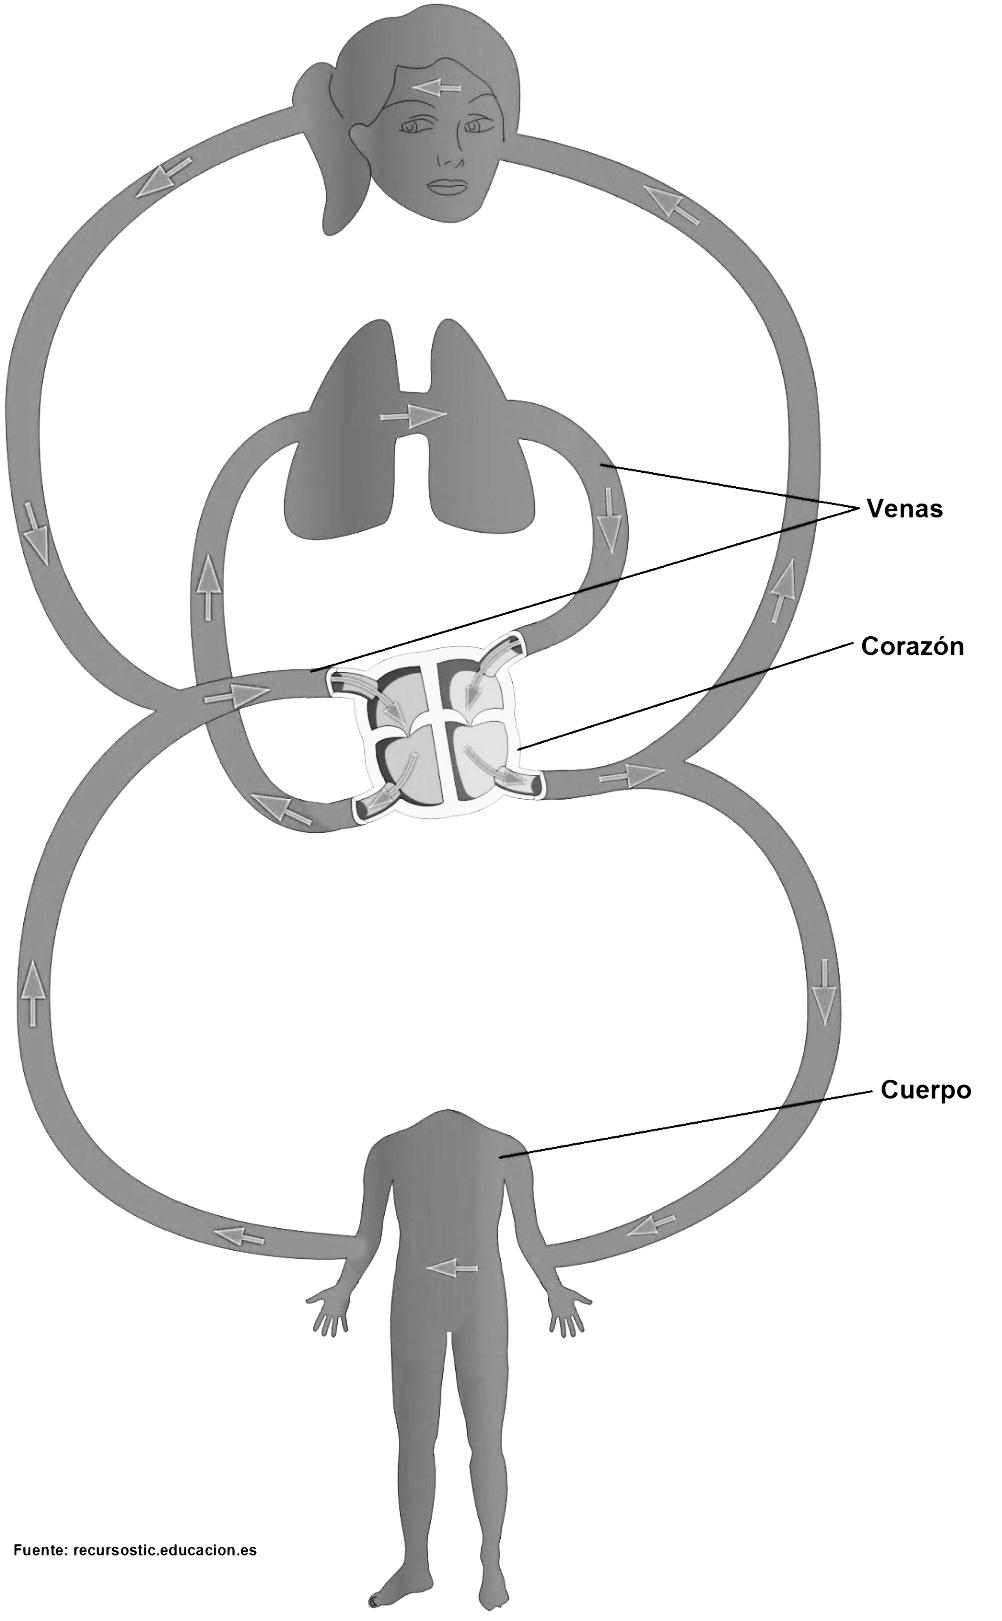 Venas
Corazón
Cuerpo
Fuente: recursostic.educacion.es